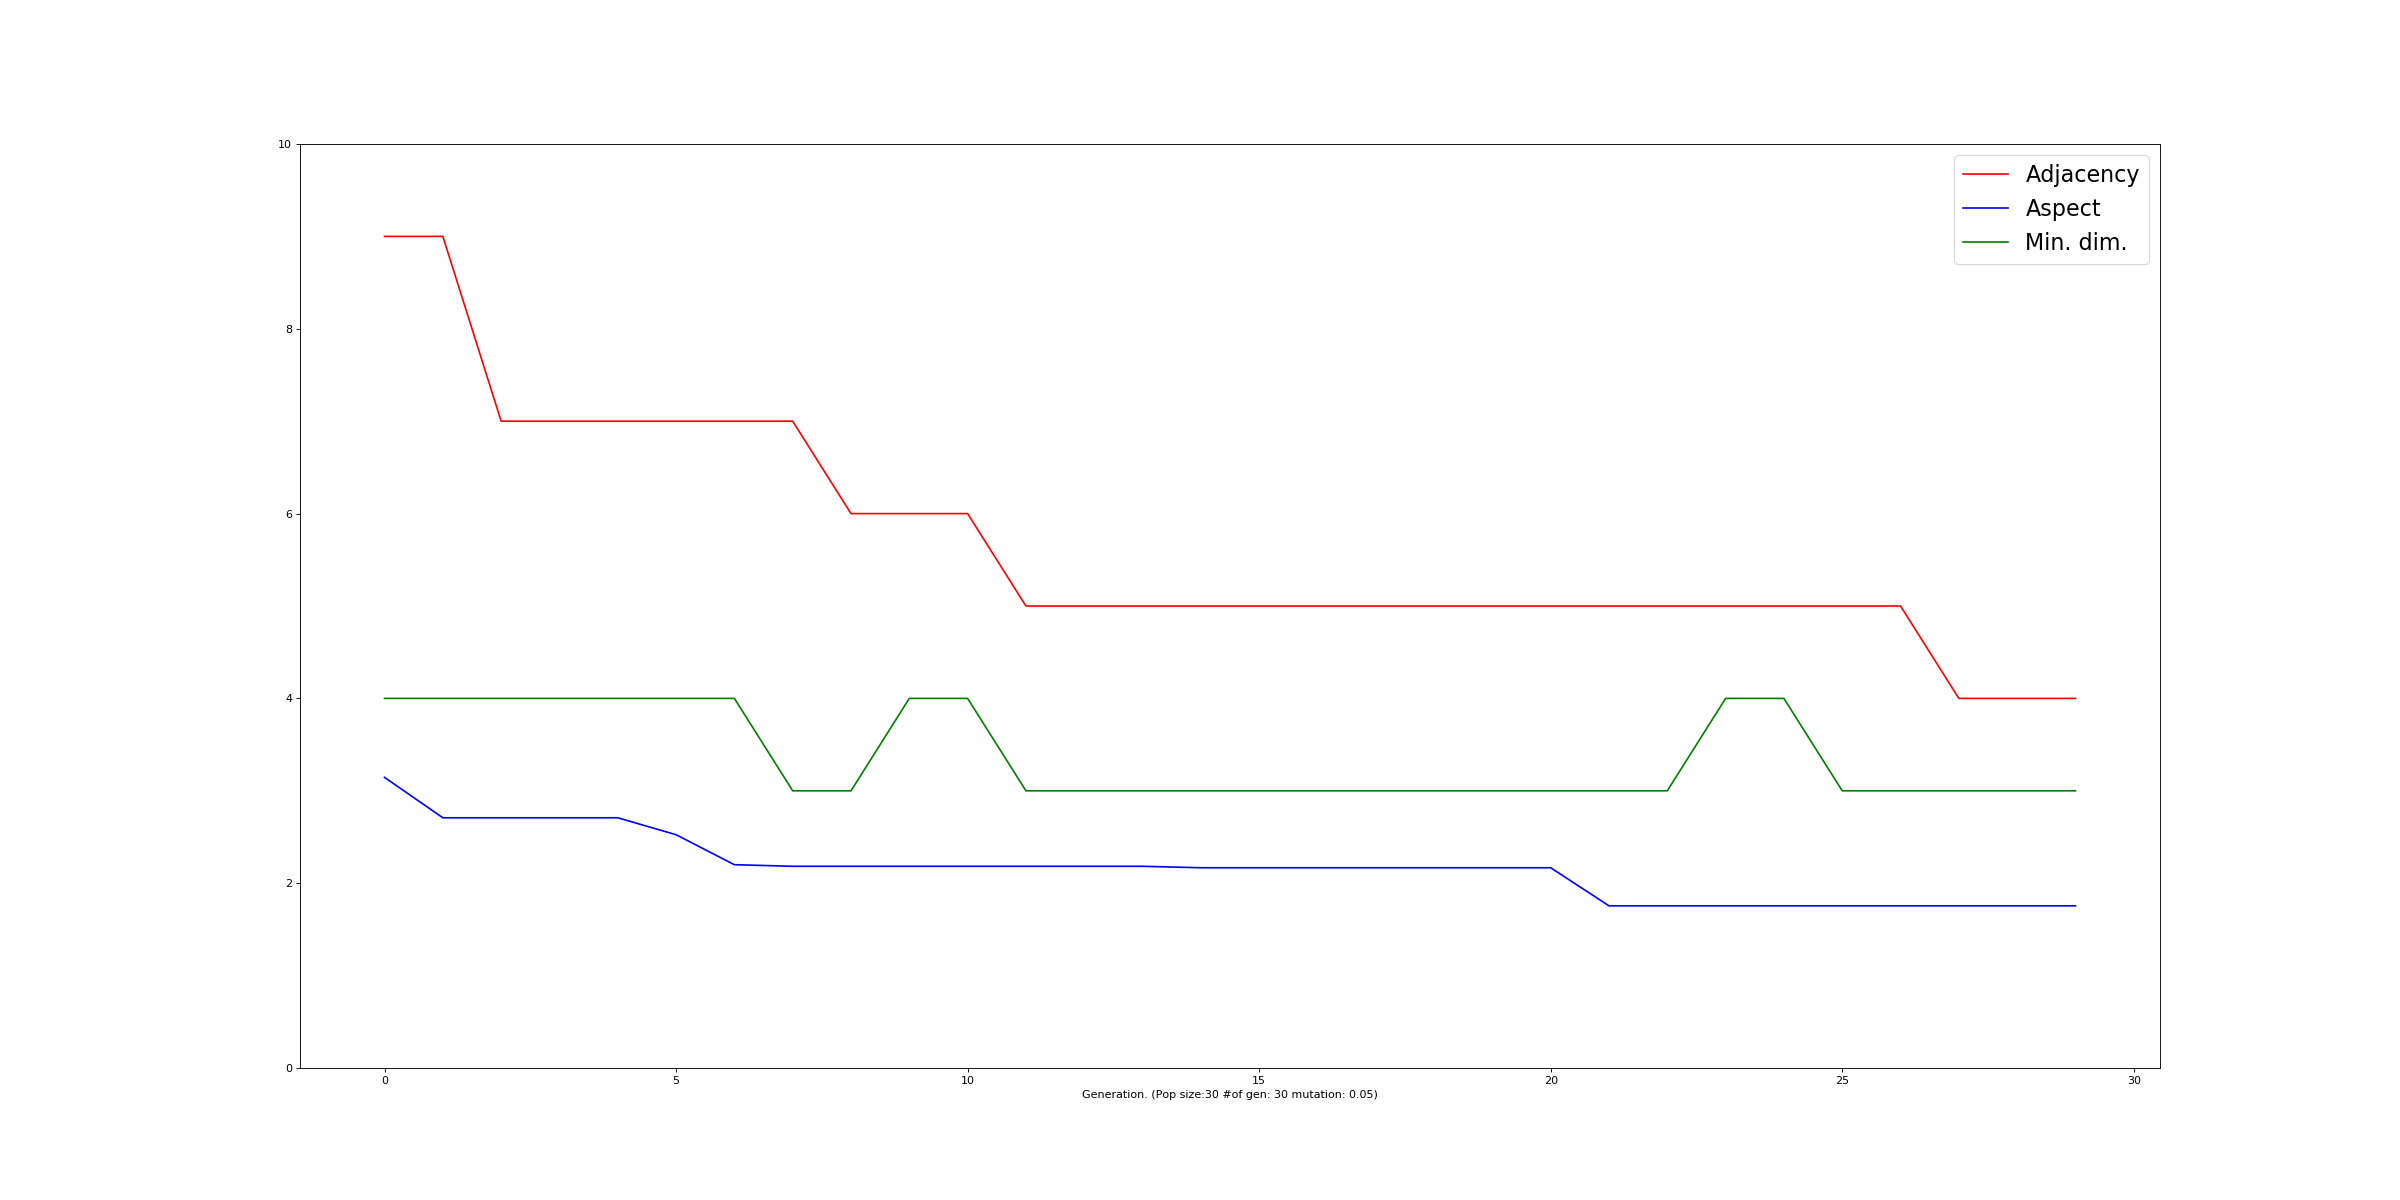 10
8
6
4
2
0
Adjacency
Aspect
Min. dim.
0 5 10 15 20 25 30
Generation. (Pop size:30 #of gen: 30 mutation: 0.05)